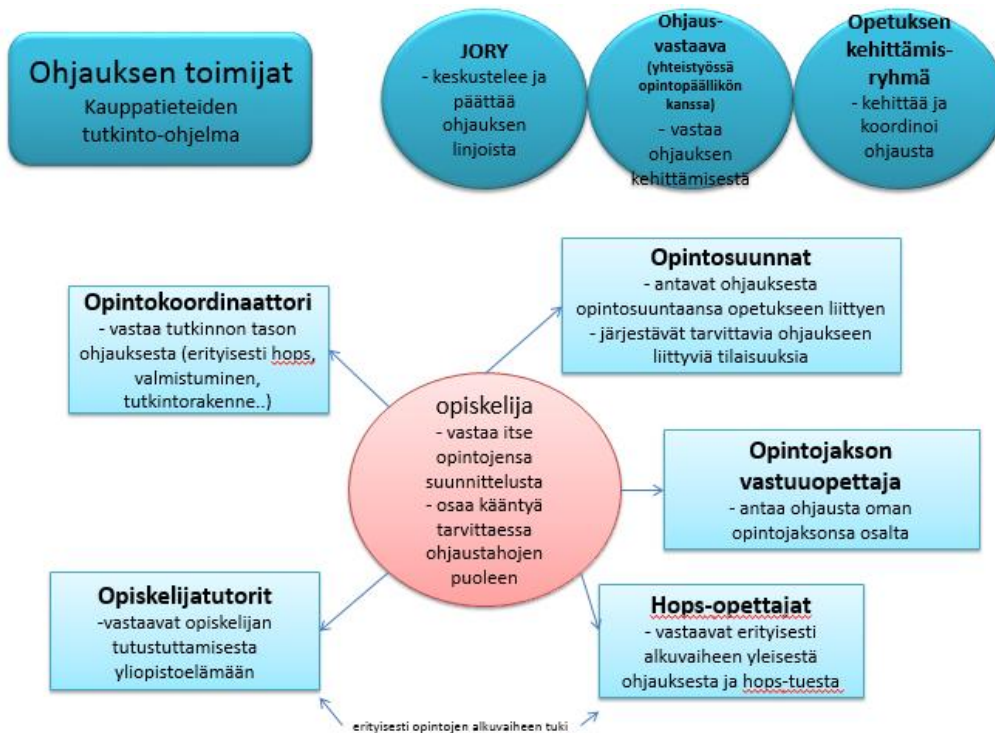 Ohjauksen toimijat
Kauppatieteiden
tutkinto-ohjelma
JORY
- keskustelee ja
päättää
ohjauksen
linjoista
Ohjaus-
vastaava
(yhteistyössä
opintopäällikön
kanssa)
- vastaa
ohjauksen
kehittämisestä
Opetuksen
kehittämis-
ryhmä
- kehittää ja
koordinoi
ohjausta
Opintokoordinaattori
- vastaa tutkinnon tason
ohjauksesta (erityisesti hops,
valmistuminen,
tutkintorakenne..)
Opintosuunnat
- antavat ohjauksesta
opintosuuntaansa opetukseen liittyen
- järjestävät tarvittavia ohjaukseen
liittyviä tilaisuuksia
opiskelija
- vastaa itse
opintojensa
suunnittelusta
- osaa kääntyä
tarvittaessa
ohjaustahojen
puoleen
Opintojakson
vastuuopettaja
- antaa ohjausta oman
opintojaksonsa osalta
Opiskelijatutorit
-vastaavat opiskelijan
tutustuttamisesta
yliopistoelämään
Hops-opettajat
- vastaavat erityisesti
alkuvaiheen yleisestä
ohjauksesta ja hops-tuesta
erityisesti opintojen alkuvaiheen tuki